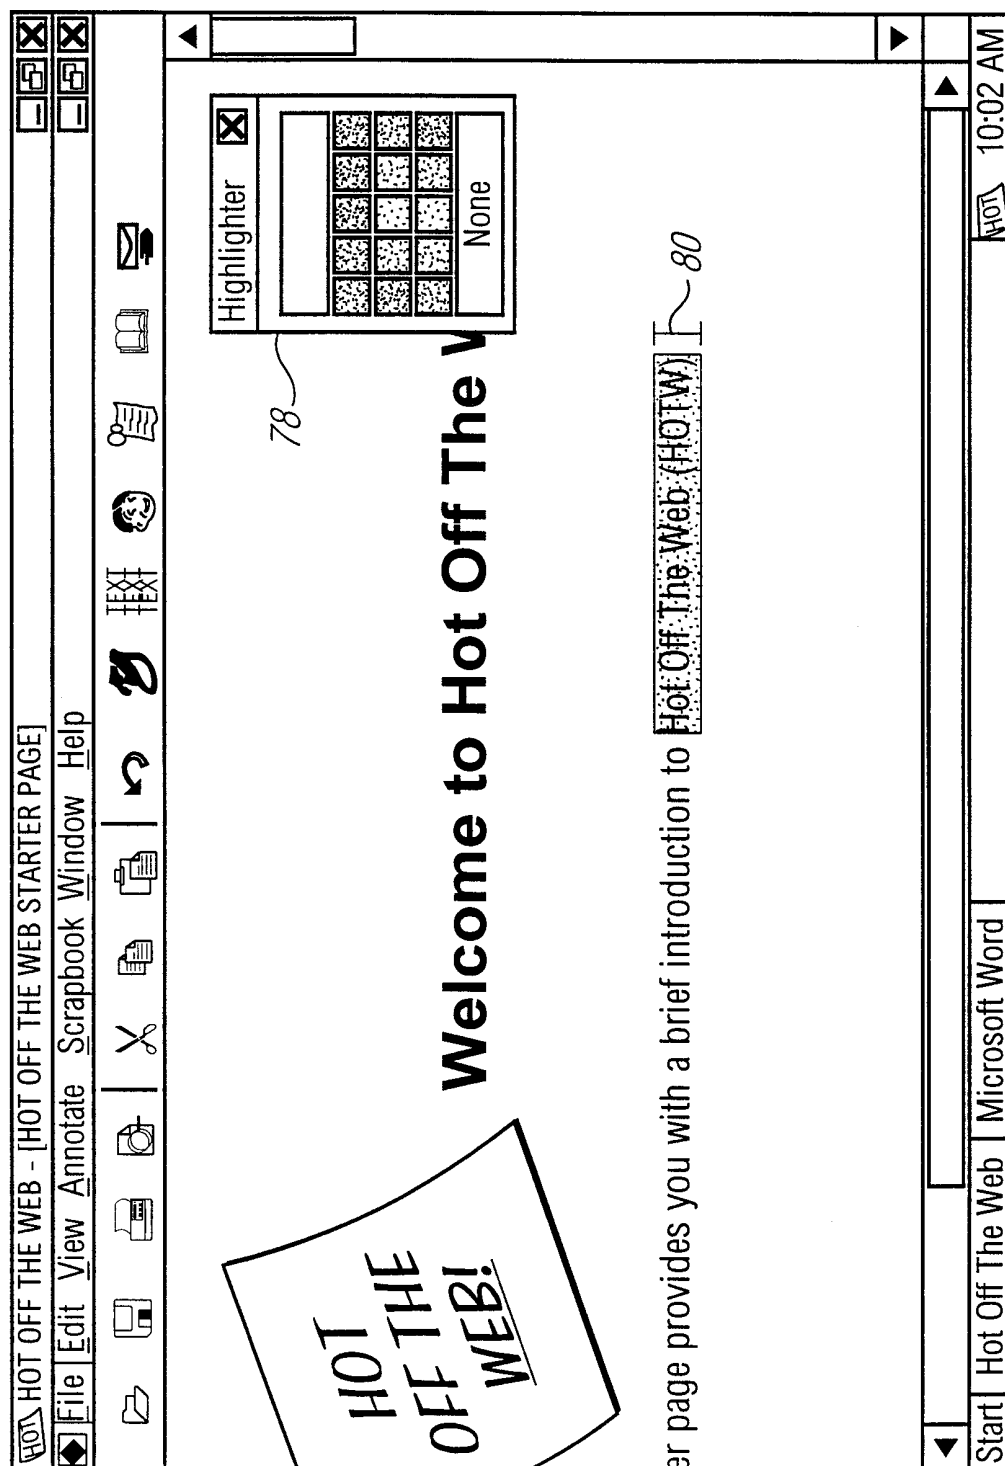 HOT HOT OFF THE WEB - [HOT OFF THE WEB STARTER PAGE]
File Edit View Annotate Scrapbook Window Help
TEXT
Highlighter
None
78
HOT
OFF THE
WEB!
Welcome to Hot Off The W
er page provides you with a brief introduction to Hot Off The Web (HOTW)
80
Start Hot Off The Web Microsoft Word HOT 10:02 AM